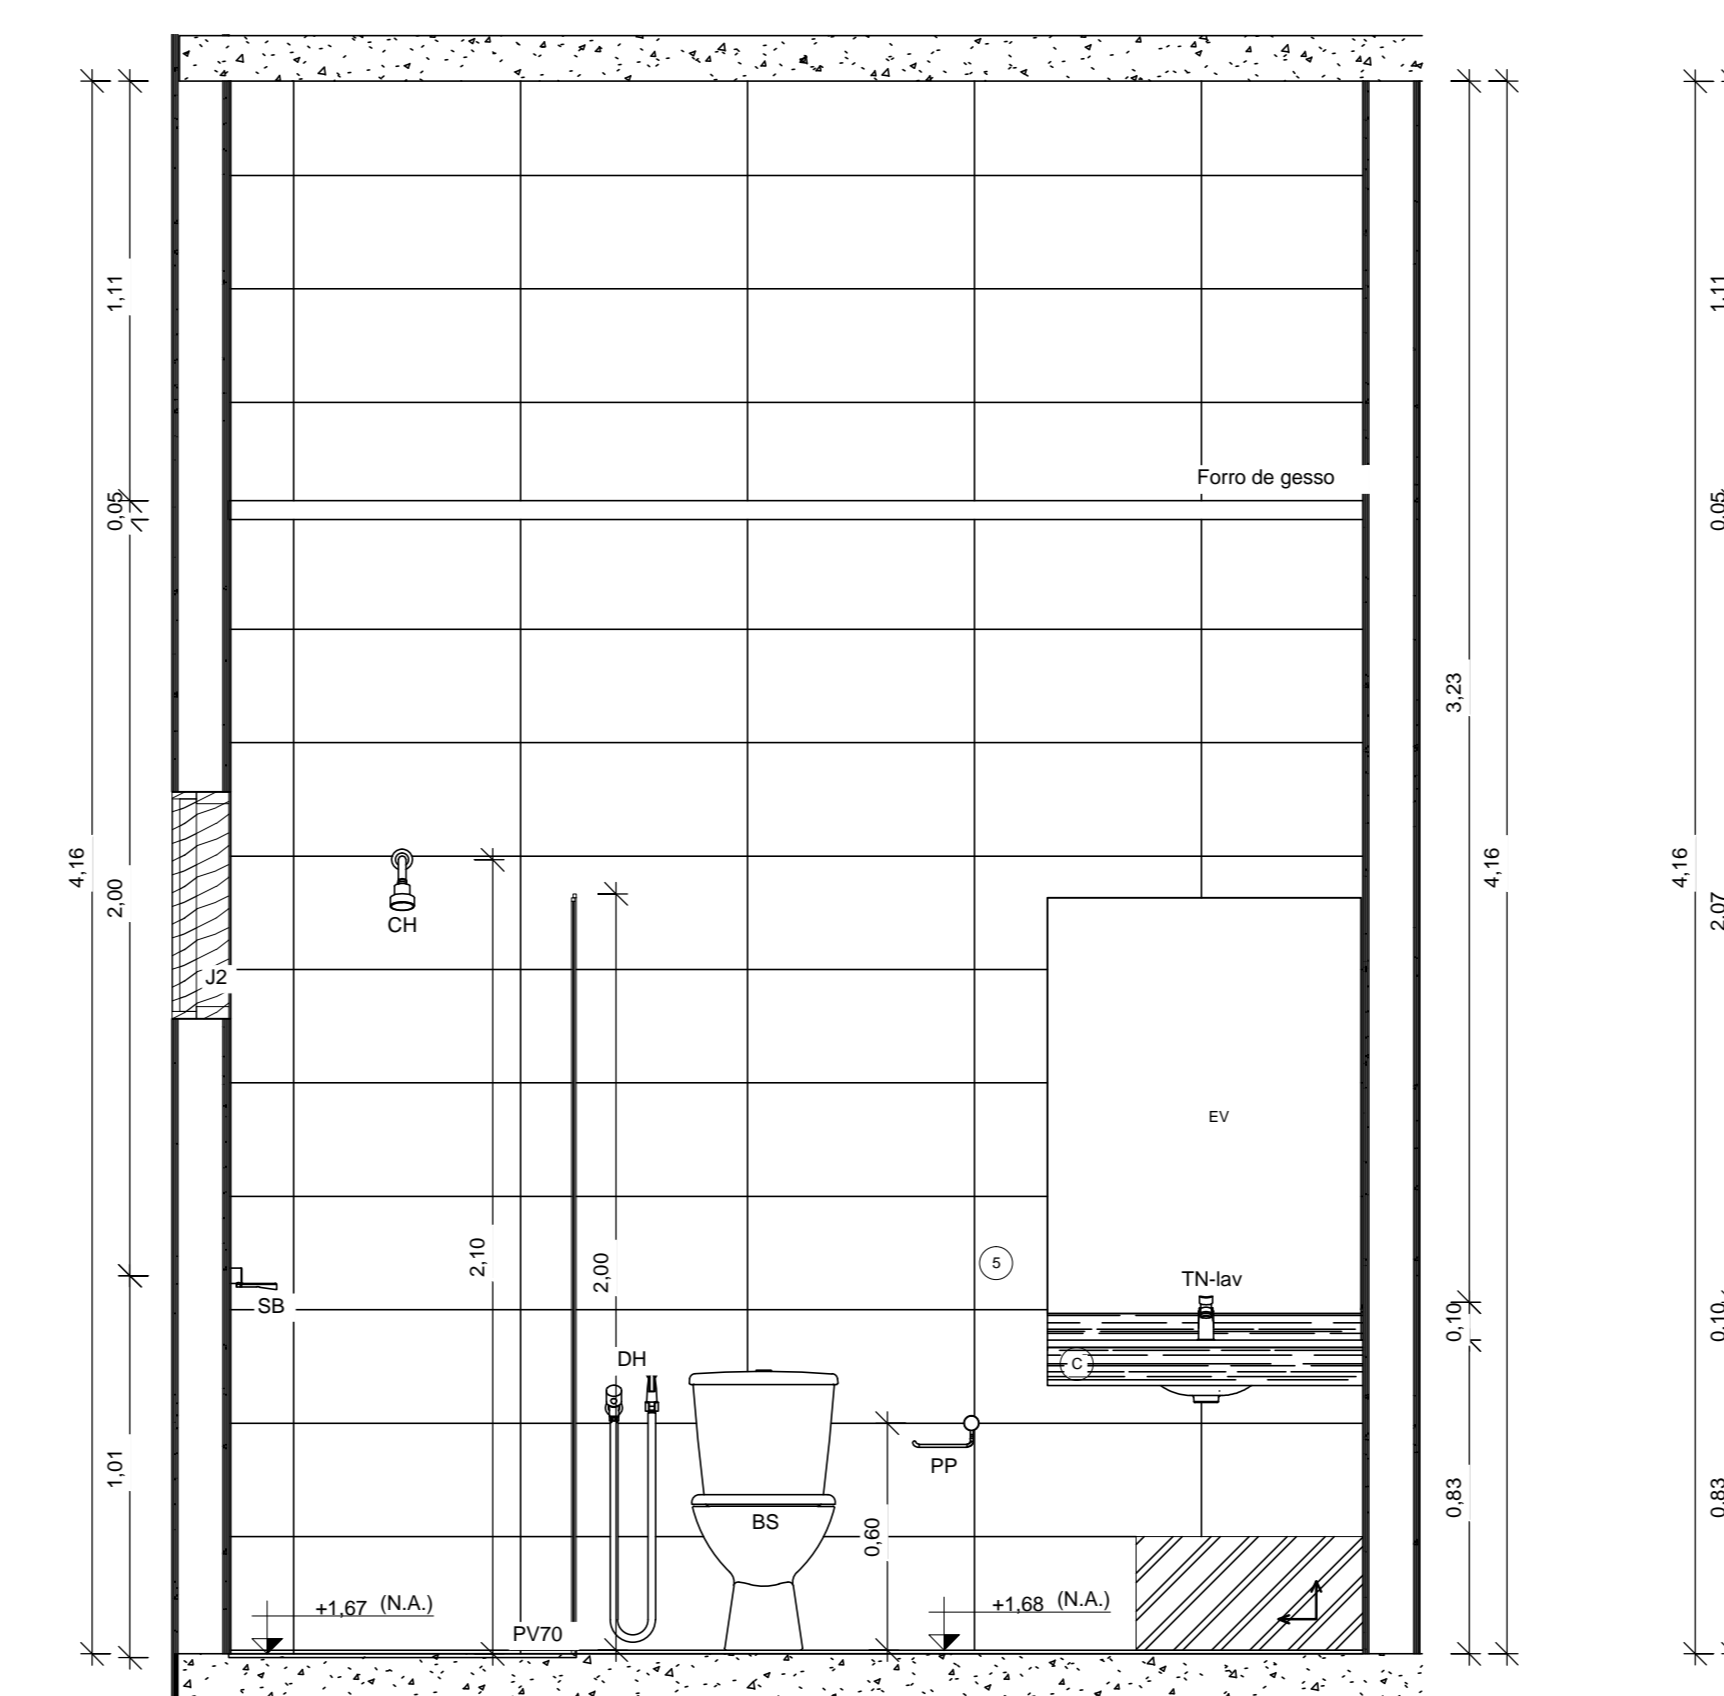 1,11
1,11
Forro de gesso
0,05
0,05
3,23
4,16
2,00
4,16
4,16
2,07
CH
J2
EV
2,10
2,00
5
TN-lav
SB
0,10
0,10
DH
C
PP
1,01
0,83
0,83
BS
0,60
+1,67 (N.A.)
+1,68 (N.A.)
PV70